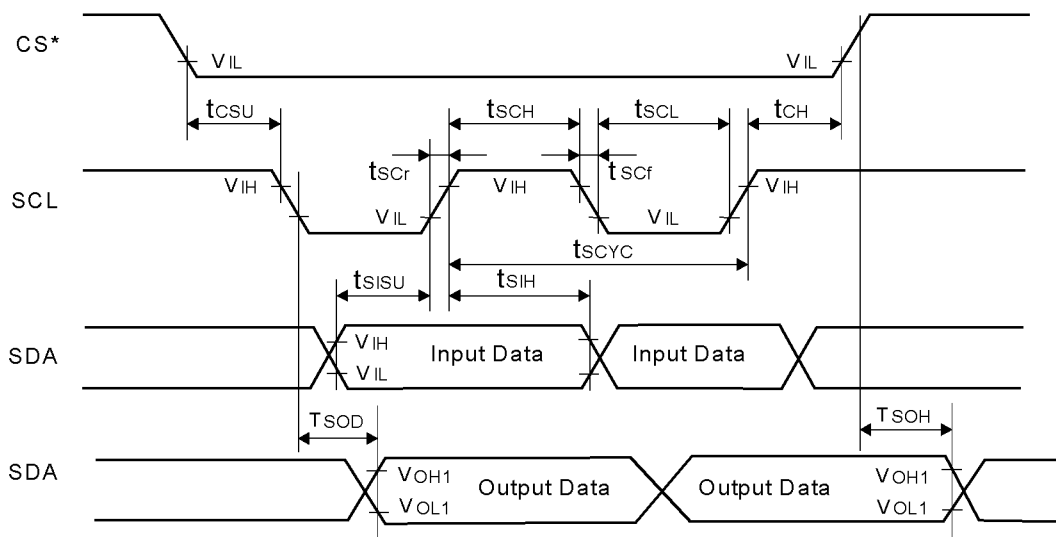 CS*
VIL
VIL
tCSU
tSCH
tSCL
tCH
tSCr
tSCf
SCL
VIH
VIH
VIH
VIL
VIL
tSCYC
tSISU
tSIH
SDA
VIH
Input Data
Input Data
VIL
TSOD
TSOH
SDA
VOH1
Output Data
Output Data
VOH1
VOL1
VOL1